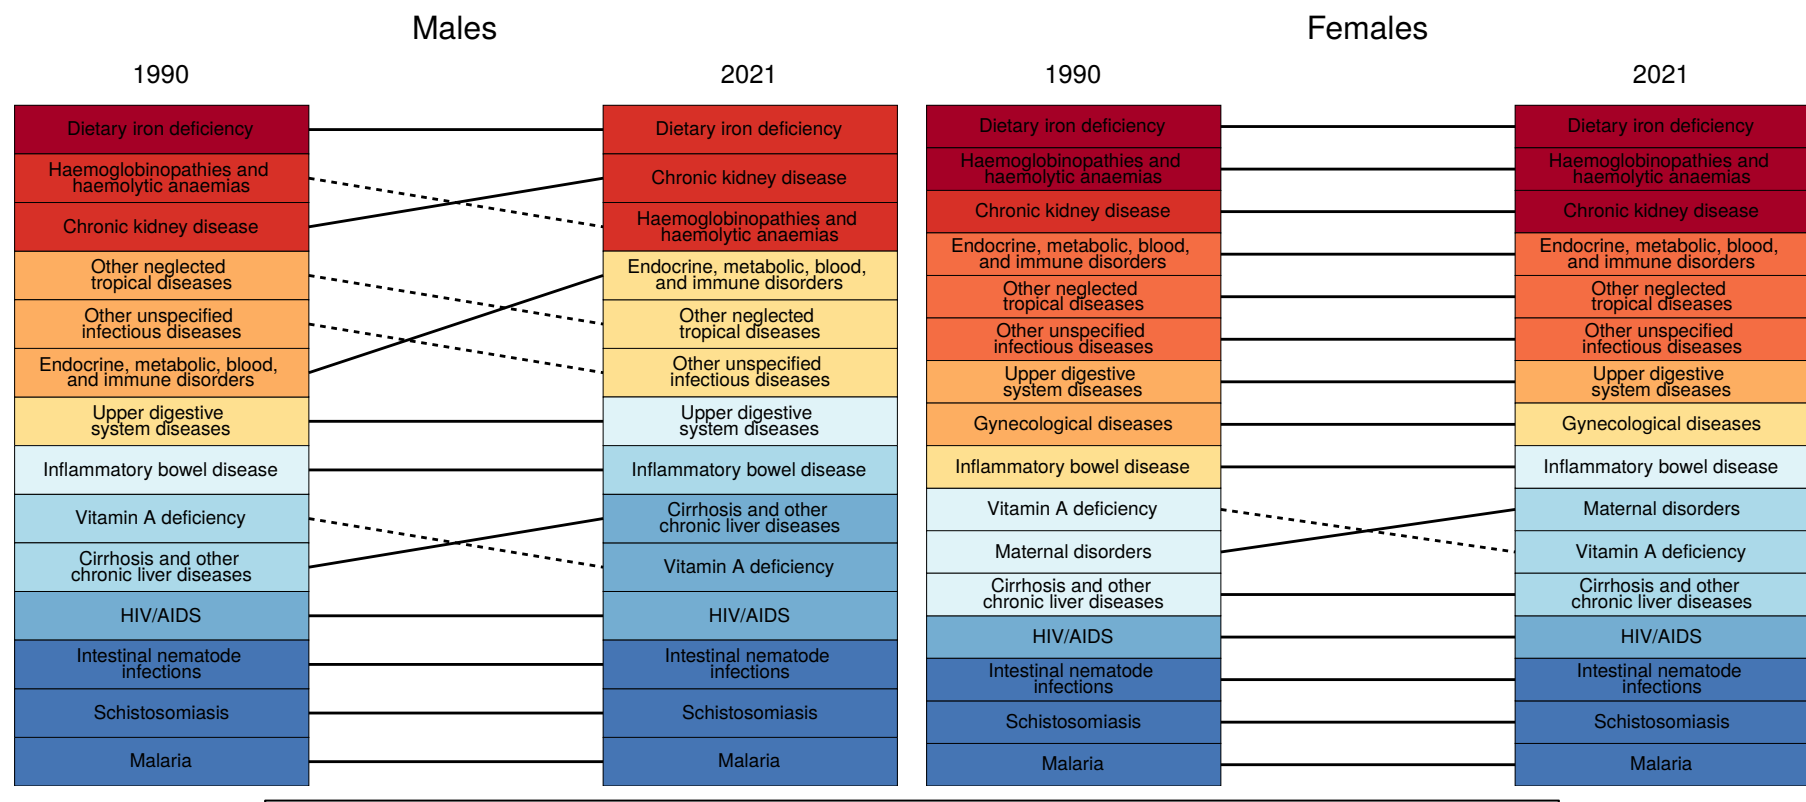 Males
1990
2021
Dietary iron deficiency
Haemoglobinopathies and
haemolytic anaemias
Chronic kidney disease
Other neglected
tropical diseases
Other unspecified
infectious diseases
Endocrine, metabolic, blood,
and immune disorders
Upper digestive
system diseases
Inflammatory bowel disease
Vitamin A deficiency
Cirrhosis and other
chronic liver diseases
HIV/AIDS
Intestinal nematode
infections
Schistosomiasis
Malaria
Dietary iron deficiency
Chronic kidney disease
Haemoglobinopathies and
haemolytic anaemias
Endocrine, metabolic, blood,
and immune disorders
Other neglected
tropical diseases
Other unspecified
infectious diseases
Upper digestive
system diseases
Inflammatory bowel disease
Cirrhosis and other
chronic liver diseases
Vitamin A deficiency
HIV/AIDS
Intestinal nematode
infections
Schistosomiasis
Malaria
Females
1990
2021
Dietary iron deficiency
Haemoglobinopathies and
haemolytic anaemias
Chronic kidney disease
Endocrine, metabolic, blood,
and immune disorders
Other neglected
tropical diseases
Other unspecified
infectious diseases
Upper digestive
system diseases
Gynecological diseases
Inflammatory bowel disease
Vitamin A deficiency
Maternal disorders
Cirrhosis and other
chronic liver diseases
HIV/AIDS
Intestinal nematode
infections
Schistosomiasis
Malaria
Dietary iron deficiency
Haemoglobinopathies and
haemolytic anaemias
Chronic kidney disease
Endocrine, metabolic, blood,
and immune disorders
Other neglected
tropical diseases
Other unspecified
infectious diseases
Upper digestive
system diseases
Gynecological diseases
Inflammatory bowel disease
Maternal disorders
Vitamin A deficiency
Cirrhosis and other
chronic liver diseases
HIV/AIDS
Intestinal nematode
infections
Schistosomiasis
Malaria